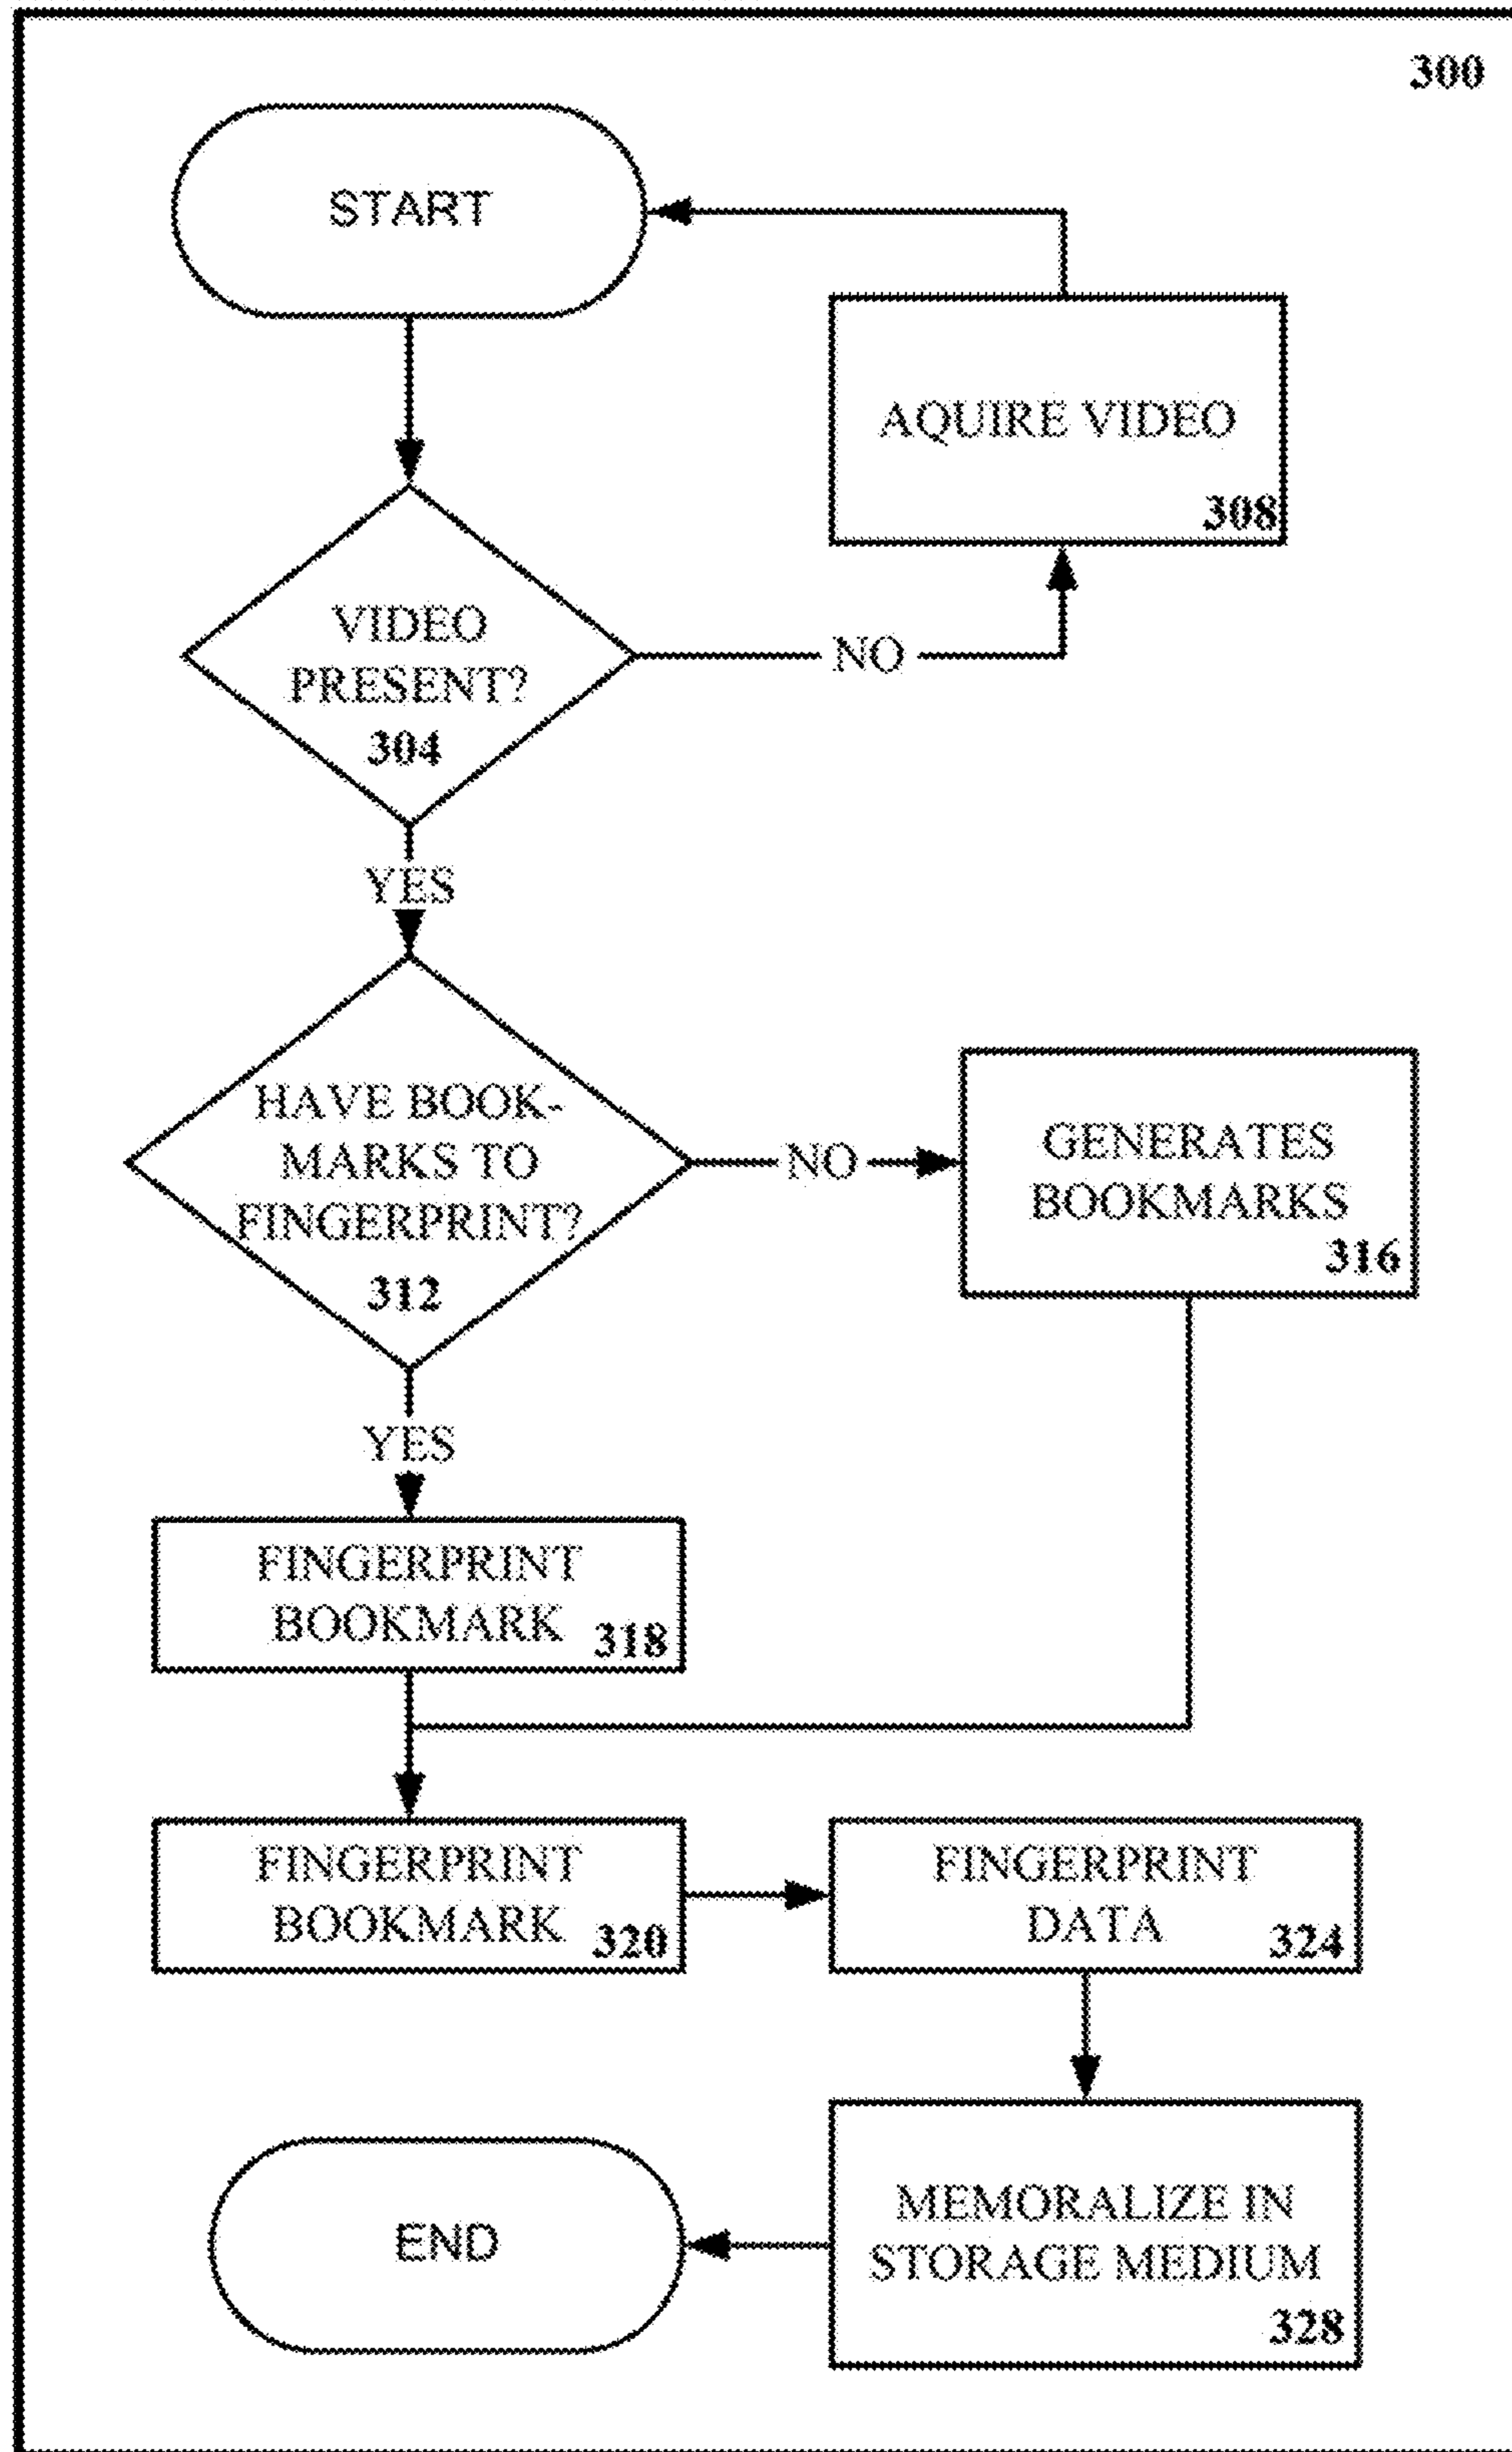 300
START
AQUIRE VIDEO
308
VIDEO
PRESENT?
304
NO
YES
HAVE BOOK-
MARKS TO
FINGERPRINT?
312
NO
GENERATES
BOOKMARKS
316
YES
FINGERPRINT
BOOKMARK
318
FINGERPRINT
BOOKMARK
320
FINGERPRINT
DATA
324
MEMORALIZE IN
STORAGE MEDIUM
328
END